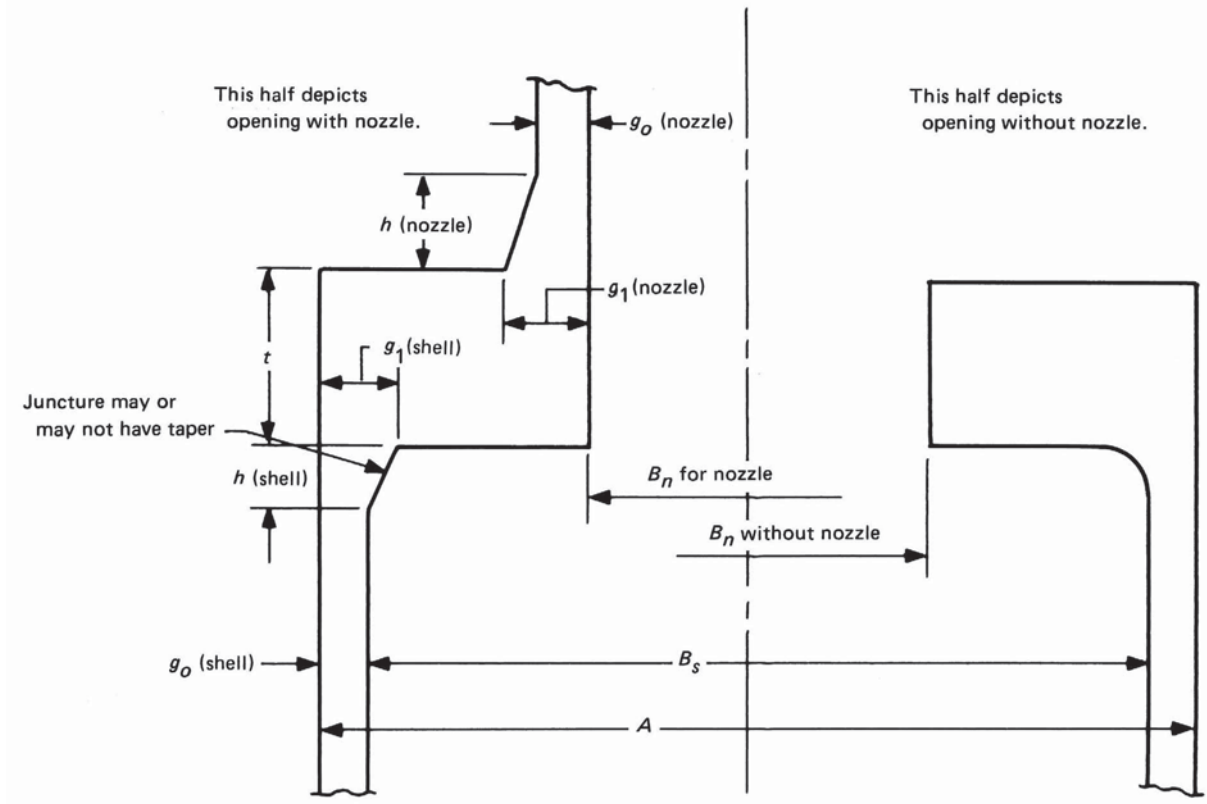 This half depicts
opening with nozzle.
This half depicts
opening without nozzle.
g_o (nozzle)
h (nozzle)
g_1 (nozzle)
g_1 (shell)
t
Juncture may or
may not have taper
h (shell)
B_n for nozzle
B_n without nozzle
g_o (shell)
B_s
A